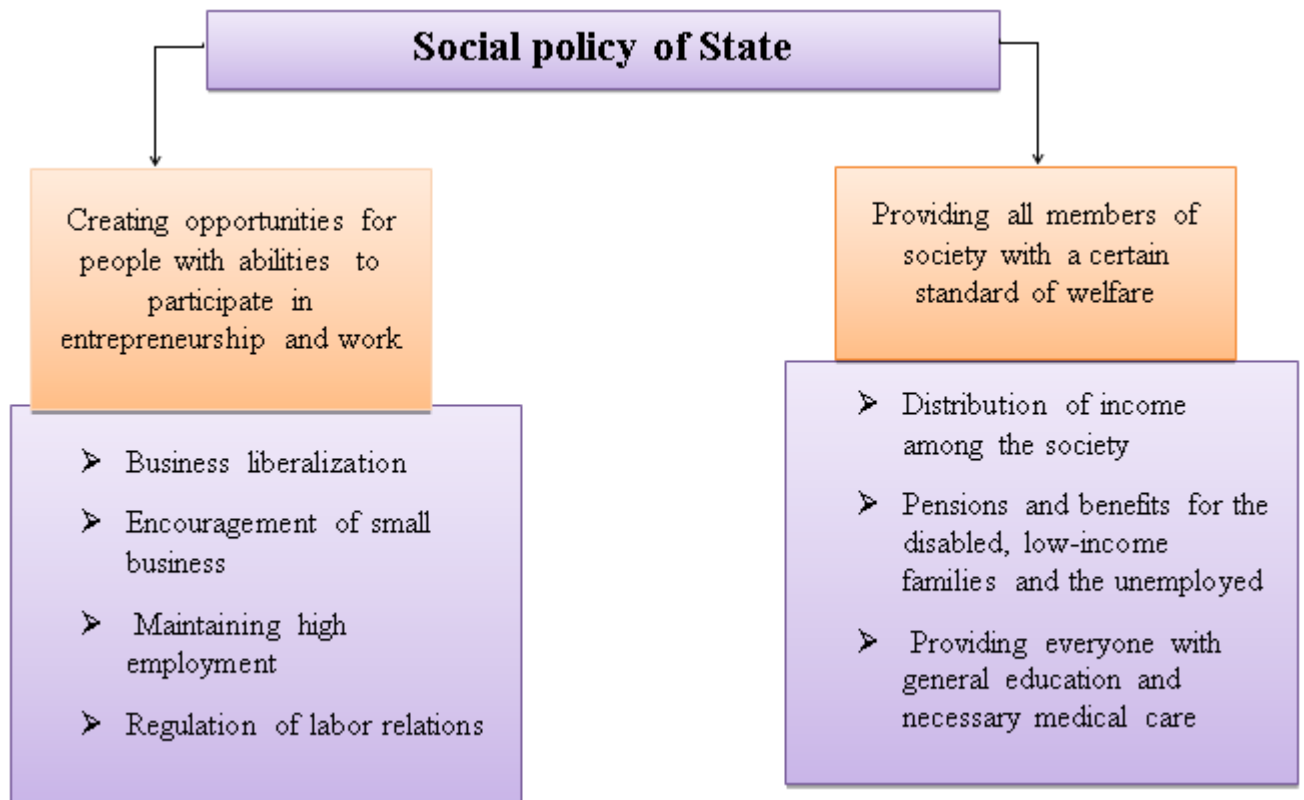 Social policy of State
Creating opportunities for
people with abilities to
participate in
entrepreneurship and work
➢ Business liberalization
➢ Encouragement of small
business
➢ Maintaining high
employment
➢ Regulation of labor relations
Providing all members of
society with a certain
standard of welfare
➢ Distribution of income
among the society
➢ Pensions and benefits for the
disabled, low-income
families and the unemployed
➢ Providing everyone with
general education and
necessary medical care